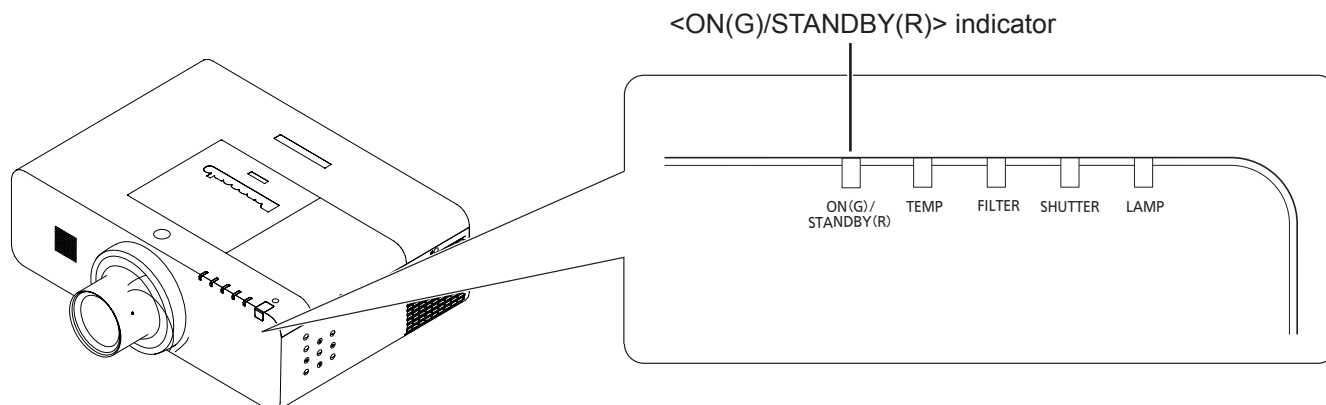 <ON(G)/STANDBY(R)> indicator
ON(G)/
STANDBY(R)
TEMP
FILTER
SHUTTER
LAMP